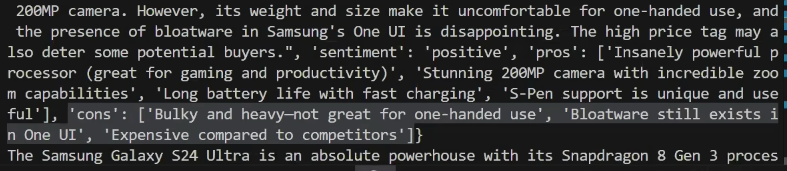 200MP camera. However, its weight and size make it uncomfortable for one-handed use, and
the presence of bloatware in Samsung's One UI is disappointing. The high price tag may a
lso deter some potential buyers.", 'sentiment': 'positive', 'pros': ['Insanely powerful p
rocessor (great for gaming and productivity)', 'Stunning 200MP camera with incredible zoo
m capabilities', 'Long battery life with fast charging', 'S-Pen support is unique and use
ful'], 'cons': ['Bulky and heavy—not great for one-handed use', 'Bloatware still exists i
n One UI', 'Expensive compared to competitors']}
The Samsung Galaxy S24 Ultra is an absolute powerhouse with its Snapdragon 8 Gen 3 proces